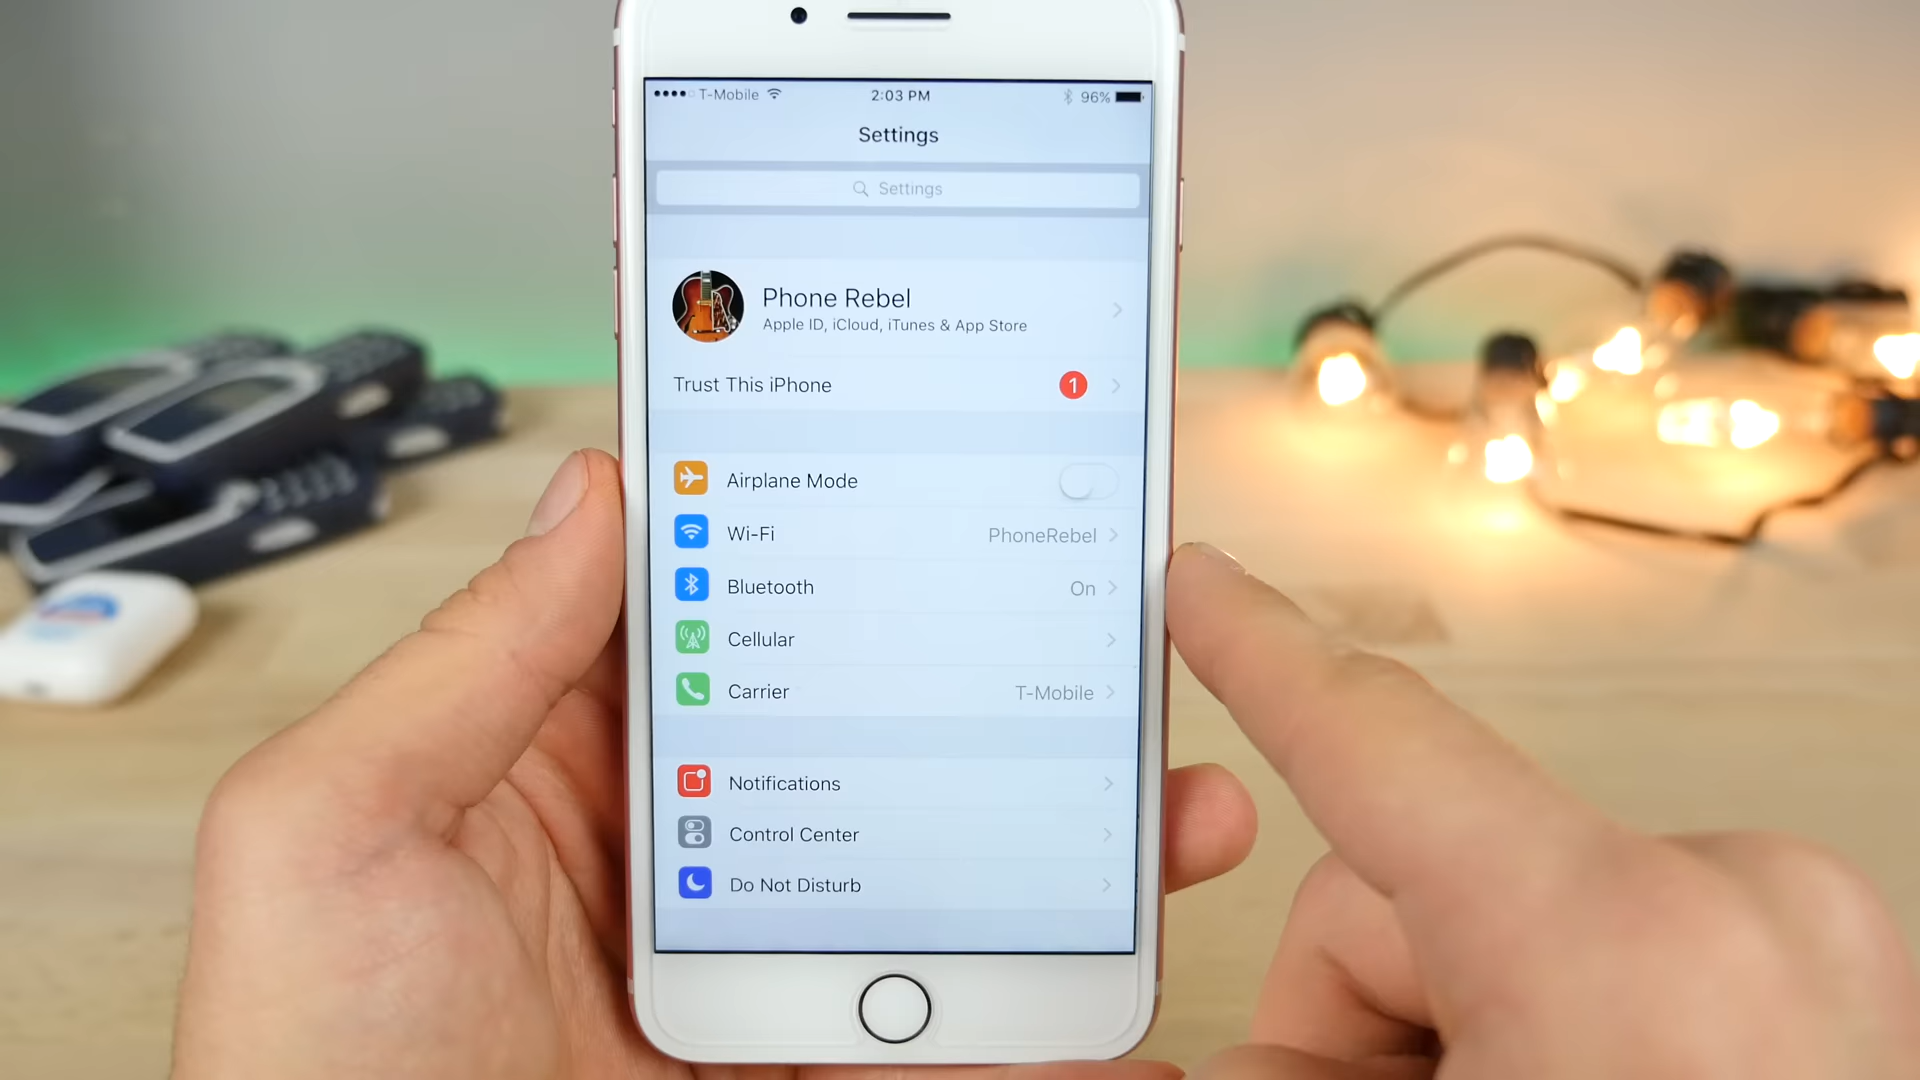 T-Mobile 2:03 PM 96%
Settings
Settings
Phone Rebel
Apple ID, iCloud, iTunes & App Store
Trust This iPhone 1
Airplane Mode
Wi-Fi PhoneRebel
Bluetooth On
Cellular
Carrier T-Mobile
Notifications
Control Center
Do Not Disturb